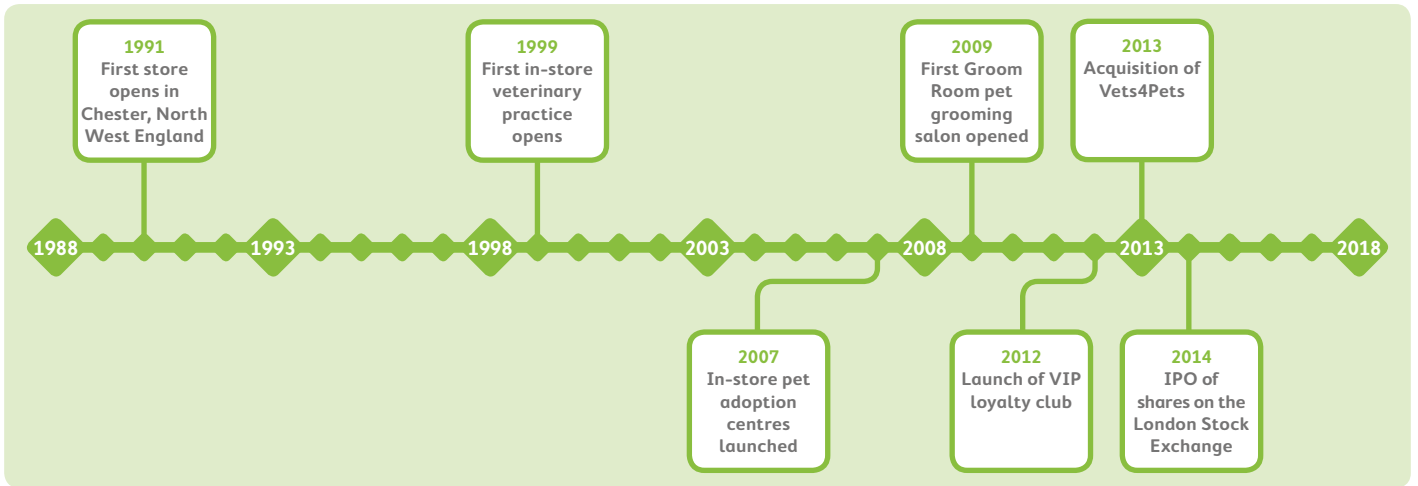 1991
First store
opens in
Chester, North
West England
1999
First in-store
veterinary
practice
opens
2009
First Groom
Room pet
grooming
salon opened
2013
Acquisition of
Vets4Pets
1988
1993
1998
2003
2008
2013
2018
2007
In-store pet
adoption
centres
launched
2012
Launch of VIP
loyalty club
2014
IPO of
shares on the
London Stock
Exchange